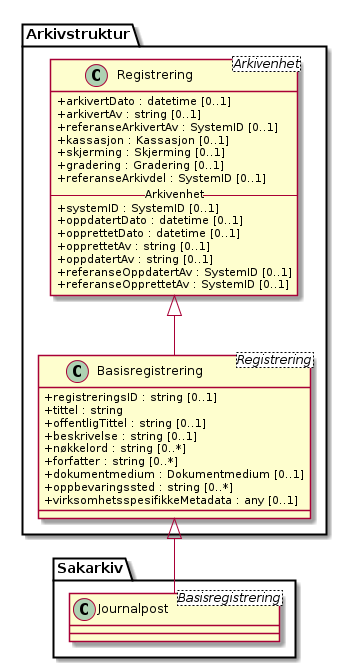 Arkivstruktur
Arkivenhet
C Registrering
+arkivertDato : datetime [0..1]
+arkivertAv : string [0..1]
+referanseArkivertAv : SystemID [0..1]
+kassasjon : Kassasjon [0..1]
+skjerming : Skjerming [0..1]
+gradering : Gradering [0..1]
+referanseArkivdel : SystemID [0..1]
Arkivenhet
+systemID : SystemID [0..1]
+oppdatertDato : datetime [0..1]
+opprettetDato : datetime [0..1]
+opprettetAv : string [0..1]
+oppdatertAv : string [0..1]
+referanseOppdatertAv : SystemID [0..1]
+referanseOpprettetAv : SystemID [0..1]
Registrering
C Basisregistrering
+registreringsID : string [0..1]
+tittel : string
+offentligTittel : string [0..1]
+beskrivelse : string [0..1]
+nøkkelord : string [0..*]
+forfatter : string [0..*]
+dokumentmedium : Dokumentmedium [0..1]
+oppbevaringssted : string [0..*]
+virksomhetsspesifikkeMetadata : any [0..1]
Sakarkiv
Basisregistrering
C Journalpost